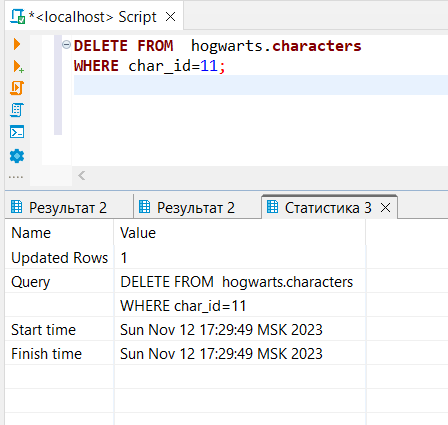 *<localhost> Script
DELETE FROM  hogwarts.characters
WHERE char_id=11;
Результат 2
Результат 2
Статистика 3
Name Value
Updated Rows 1
Query DELETE FROM  hogwarts.characters
WHERE char_id=11
Start time Sun Nov 12 17:29:49 MSK 2023
Finish time Sun Nov 12 17:29:49 MSK 2023